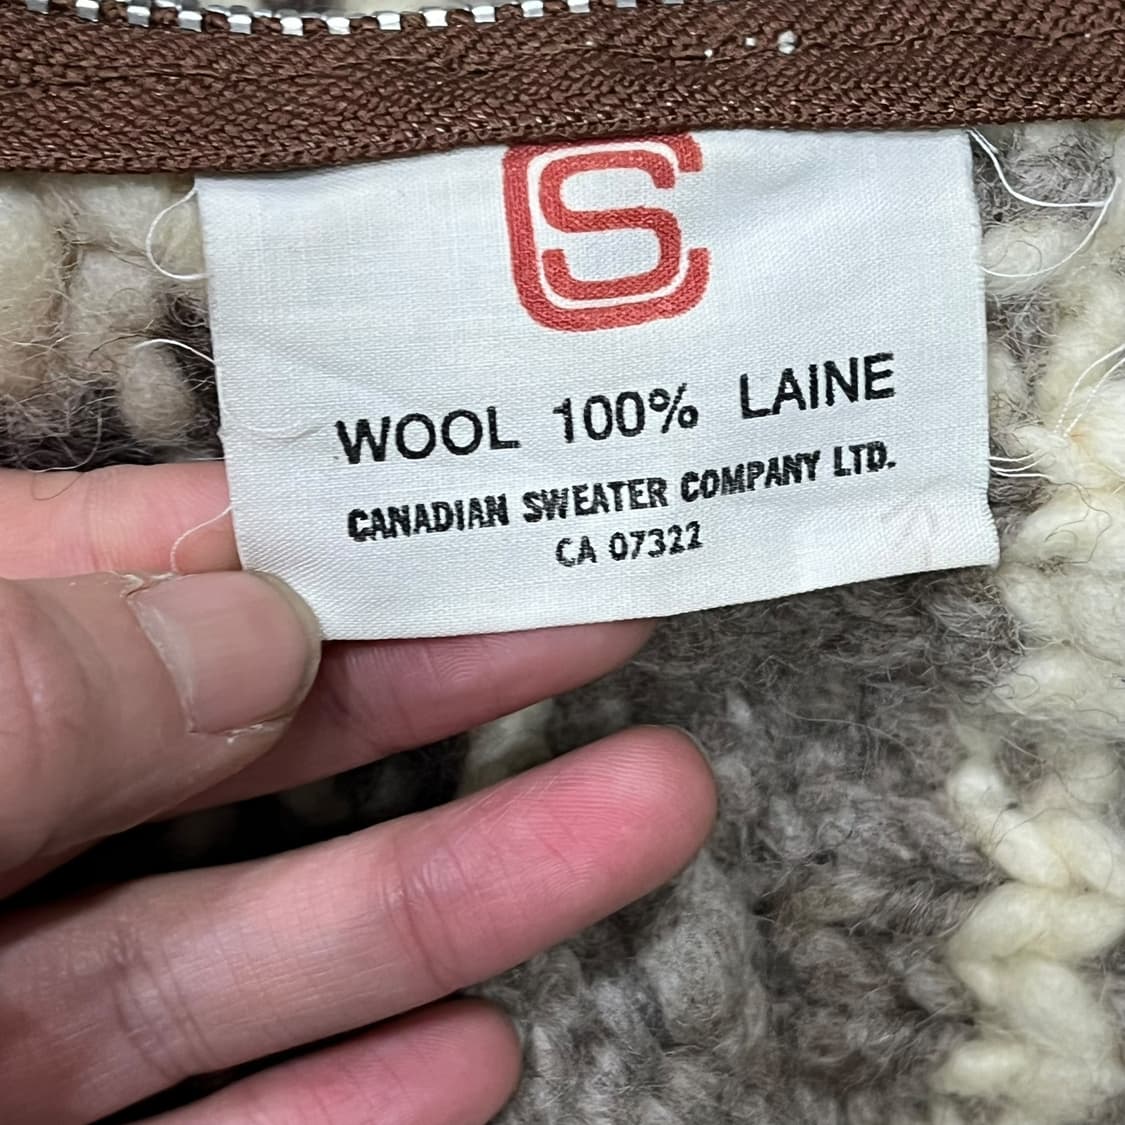 CS
WOOL 100% LAINE
CANADIAN SWEATER COMPANY LTD.
CA 07322